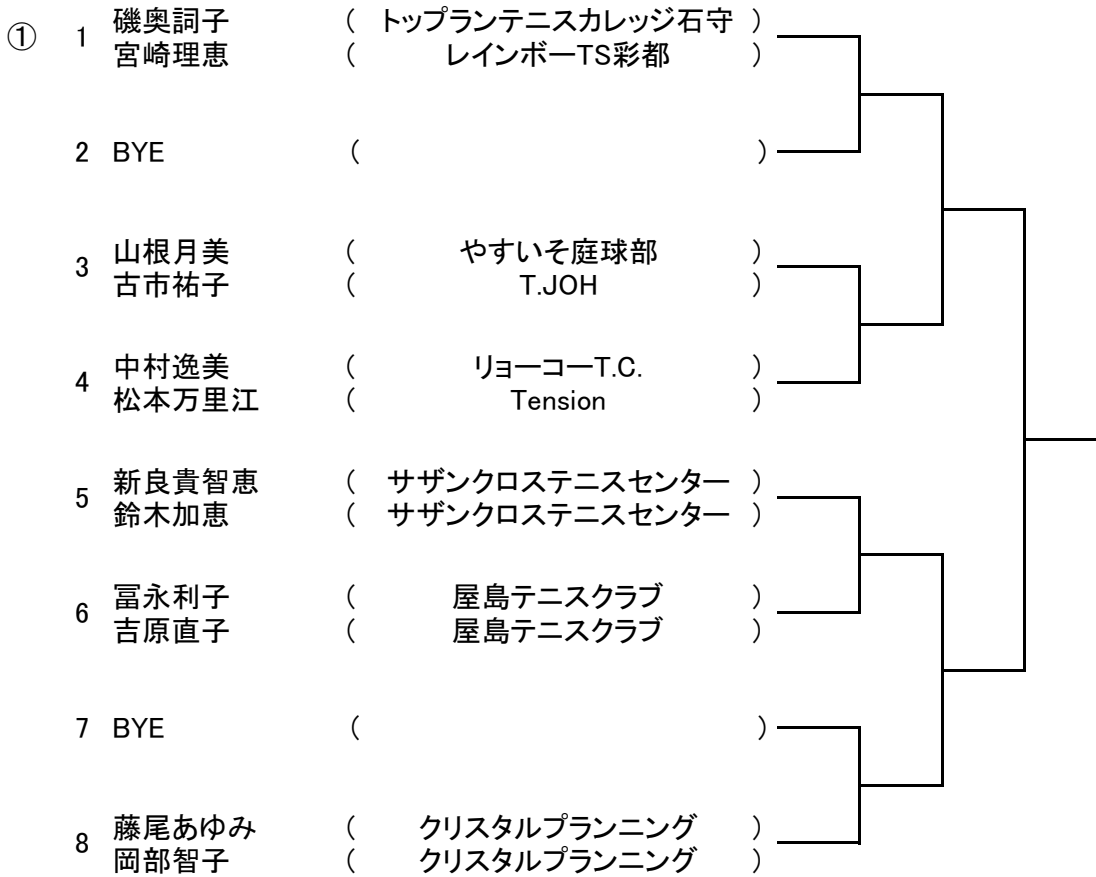 ① 1 磯奥詞子 ( トップランテニスカレッジ石守 )
宮崎理恵 ( レインボーTS彩都 )
2 BYE ( )
3 山根月美 ( やすいそ庭球部 )
古市祐子 ( T.JOH )
4 中村逸美 ( リョーコーT.C. )
松本万里江 ( Tension )
5 新良貴智恵 ( サザンクロステニスセンター )
鈴木加恵 ( サザンクロステニスセンター )
6 冨永利子 ( 屋島テニスクラブ )
吉原直子 ( 屋島テニスクラブ )
7 BYE ( )
8 藤尾あゆみ ( クリスタルプランニング )
岡部智子 ( クリスタルプランニング )